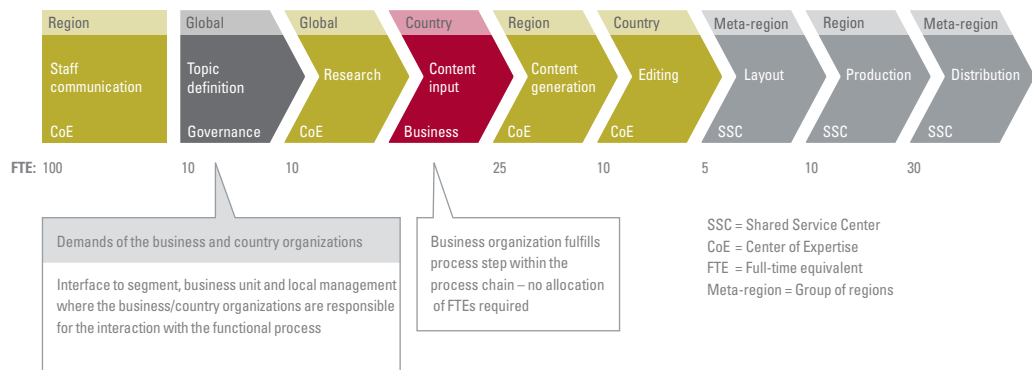 Region Global Global Country Region Country Meta-region Region Meta-region
Staff
communication
Topic
definition
Research
Content
input
Content
generation
Editing
Layout
Production
Distribution
CoE Governance CoE Business CoE CoE SSC SSC SSC
FTE: 100 10 10 25 10 5 10 30
Demands of the business and country organizations
Interface to segment, business unit and local management
where the business/country organizations are responsible
for the interaction with the functional process
Business organization fulfills
process step within the
process chain – no allocation
of FTEs required
SSC = Shared Service Center
CoE = Center of Expertise
FTE = Full-time equivalent
Meta-region = Group of regions